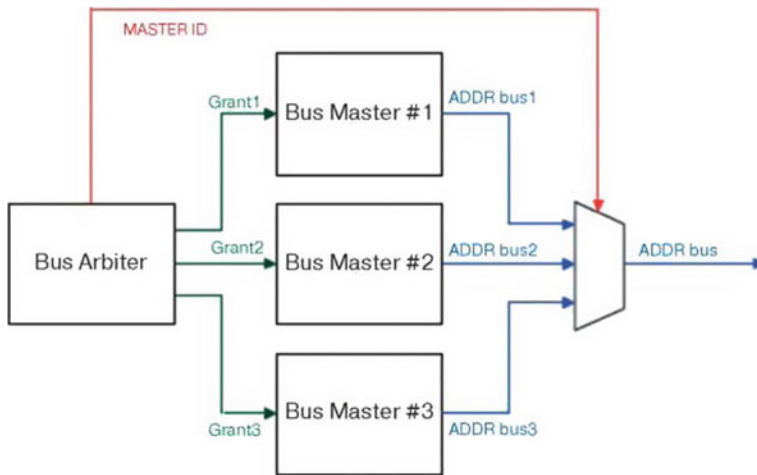 MASTER ID
Grant1
Bus Master #1
ADDR bus1
Bus Arbiter
Grant2
Bus Master #2
ADDR bus2
ADDR bus
Grant3
Bus Master #3
ADDR bus3